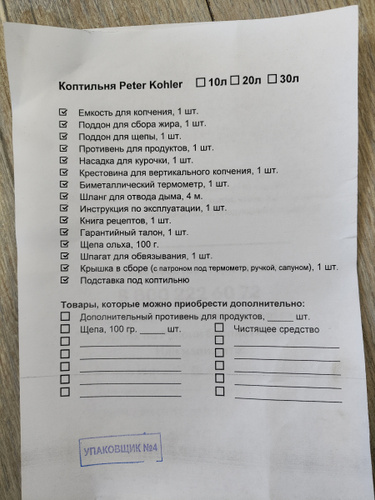 Коптильня Peter Kohler ☐ 10л ☐ 20л ☐ 30л
☑ Емкость для копчения, 1 шт.
☑ Поддон для сбора жира, 1 шт.
☑ Поддон для щепы, 1 шт.
☑ Противень для продуктов, 1 шт.
☑ Насадка для курочки, 1 шт.
☑ Крестовина для вертикального копчения, 1 шт.
☑ Биметаллический термометр, 1 шт.
☑ Шланг для отвода дыма, 4 м.
☑ Инструкция по эксплуатации, 1 шт.
☑ Книга рецептов, 1 шт.
☑ Гарантийный талон, 1 шт.
☑ Щепа ольха, 100 г.
☑ Шпагат для обвязывания, 1 шт.
☑ Крышка в сборе (с патроном под термометр, ручкой, сапуном), 1 шт.
☑ Подставка под коптильню
Товары, которые можно приобрести дополнительно:
☐ Дополнительный противень для продуктов, _____ шт.
☐ Щепа, 100 гр. _____ шт. ☐ Чистящее средство
УПАКОВЩИК №4